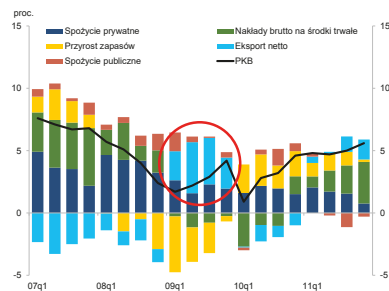 proc.
Spożycie prywatne
Nakłady brutto na środki trwałe
Przyrost zapasów
Eksport netto
Spożycie publiczne
PKB
15 15
10 10
5 5
0 0
-5 -5
07q1 08q1 09q1 10q1 11q1